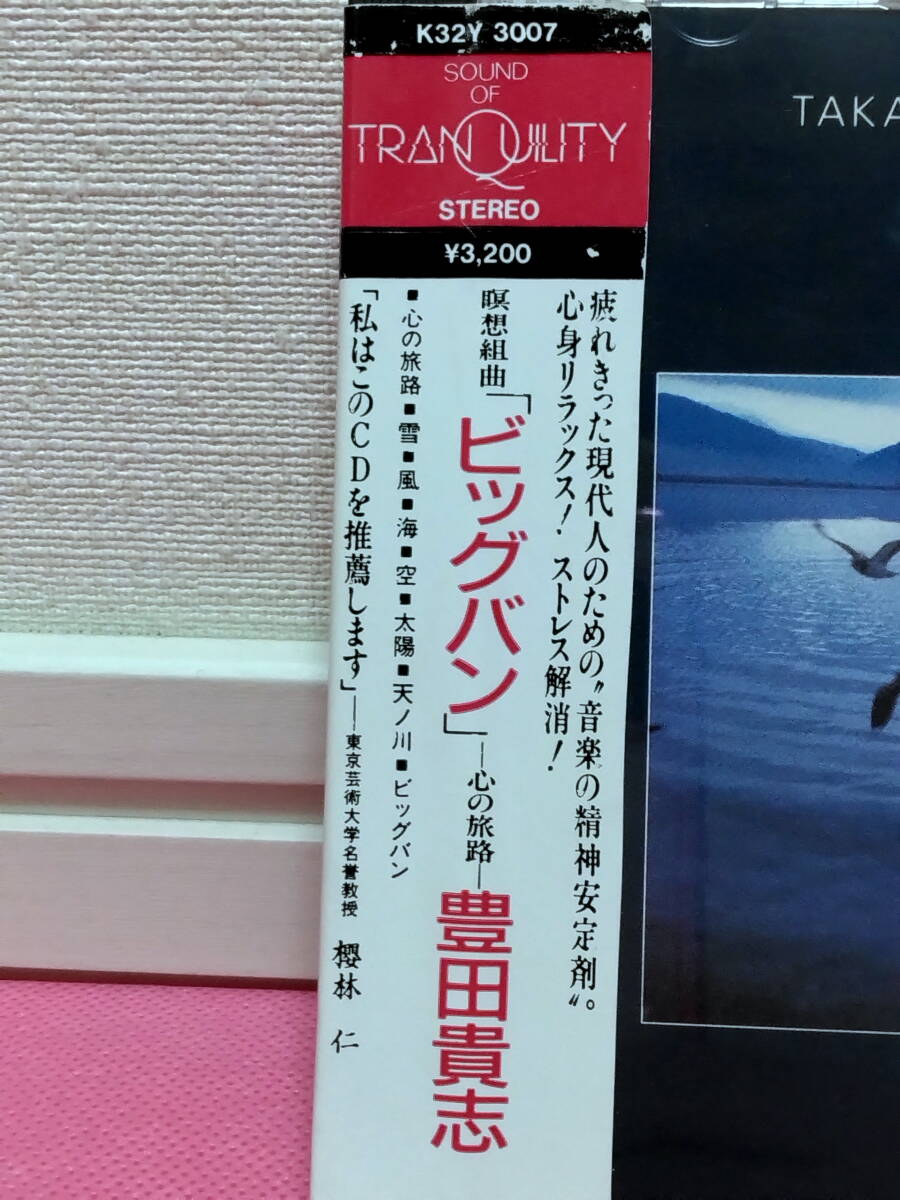 K32Y 3007
SOUND
OF
TRANQUILITY
STEREO
¥3,200
疲れきった現代人のための〝音楽の精神安定剤〟。
心身リラックス! ストレス解消!
瞑想組曲「ビッグバン」—心の旅路— 豊田貴志
■心の旅路■雪■風■海■空■太陽■天ノ川■ビッグバン
「私はこのCDを推薦します」——東京芸術大学名誉教授 櫻林 仁
TAKA